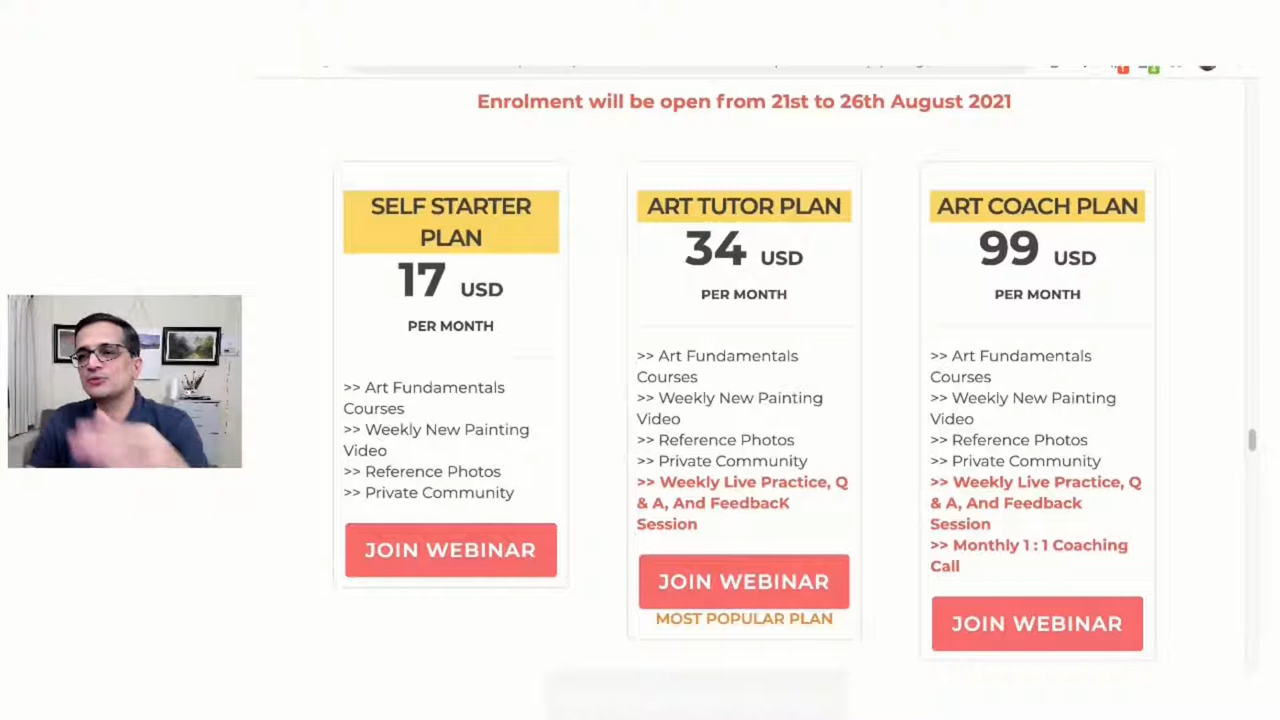 Enrolment will be open from 21st to 26th August 2021
SELF STARTER
PLAN
17 USD
PER MONTH
>> Art Fundamentals
Courses
>> Weekly New Painting
Video
>> Reference Photos
>> Private Community
JOIN WEBINAR
ART TUTOR PLAN
34 USD
PER MONTH
>> Art Fundamentals
Courses
>> Weekly New Painting
Video
>> Reference Photos
>> Private Community
>> Weekly Live Practice, Q
& A, And FeedbacK
Session
JOIN WEBINAR
MOST POPULAR PLAN
ART COACH PLAN
99 USD
PER MONTH
>> Art Fundamentals
Courses
>> Weekly New Painting
Video
>> Reference Photos
>> Private Community
>> Weekly Live Practice, Q
& A, And Feedback
Session
>> Monthly 1 : 1 Coaching
Call
JOIN WEBINAR